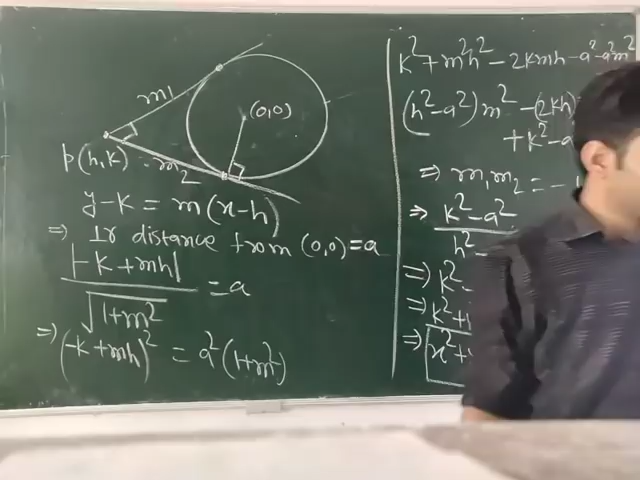 m₁
(0,0)
P(h,k)
m₂
y-k = m(x-h)
⇒ ⊥r distance from (0,0)=a
|-k+mh|
√1+m² = a
⇒ (-k+mh)² = a²(1+m²)
k²+m²h²-2kmh-a²-a²m²
(h²-a²)m²-(2kh)
+k²-a
⇒ m₁m₂ = -
⇒ k²-a²
h²-
⇒ k²-
⇒ k²+
⇒ x²+